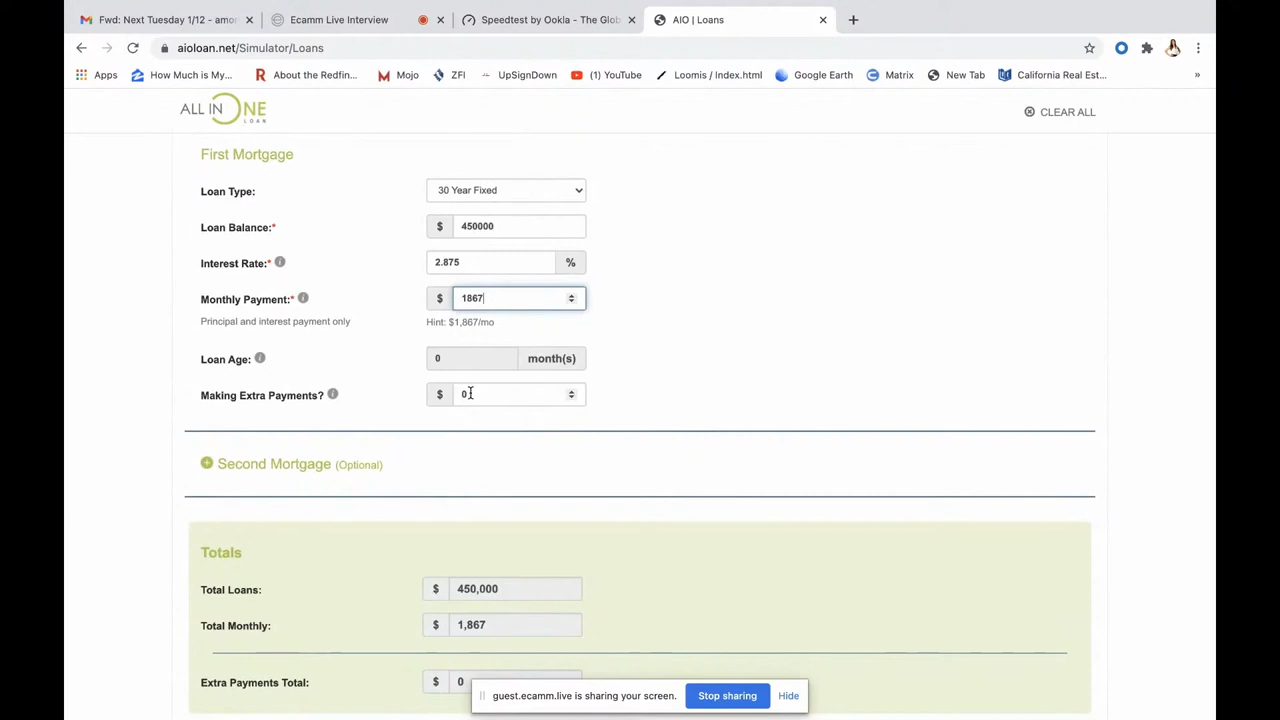 Fwd: Next Tuesday 1/12 - amor
Ecamm Live Interview
Speedtest by Ookla - The Glob
AIO | Loans
aioloan.net/Simulator/Loans
Apps
How Much is My...
About the Redfin...
Mojo
ZFI
UpSignDown
(1) YouTube
Loomis / Index.html
Google Earth
Matrix
New Tab
California Real Est...
»
ALL IN ONE
LOAN
CLEAR ALL
First Mortgage
Loan Type:
30 Year Fixed
Loan Balance:*
$ 450000
Interest Rate:*
2.875 %
Monthly Payment:*
$ 1867
Principal and interest payment only
Hint: $1,867/mo
Loan Age:
0 month(s)
Making Extra Payments?
$ 0
Second Mortgage (Optional)
Totals
Total Loans:
$ 450,000
Total Monthly:
$ 1,867
Extra Payments Total:
$ 0
guest.ecamm.live is sharing your screen.
Stop sharing
Hide